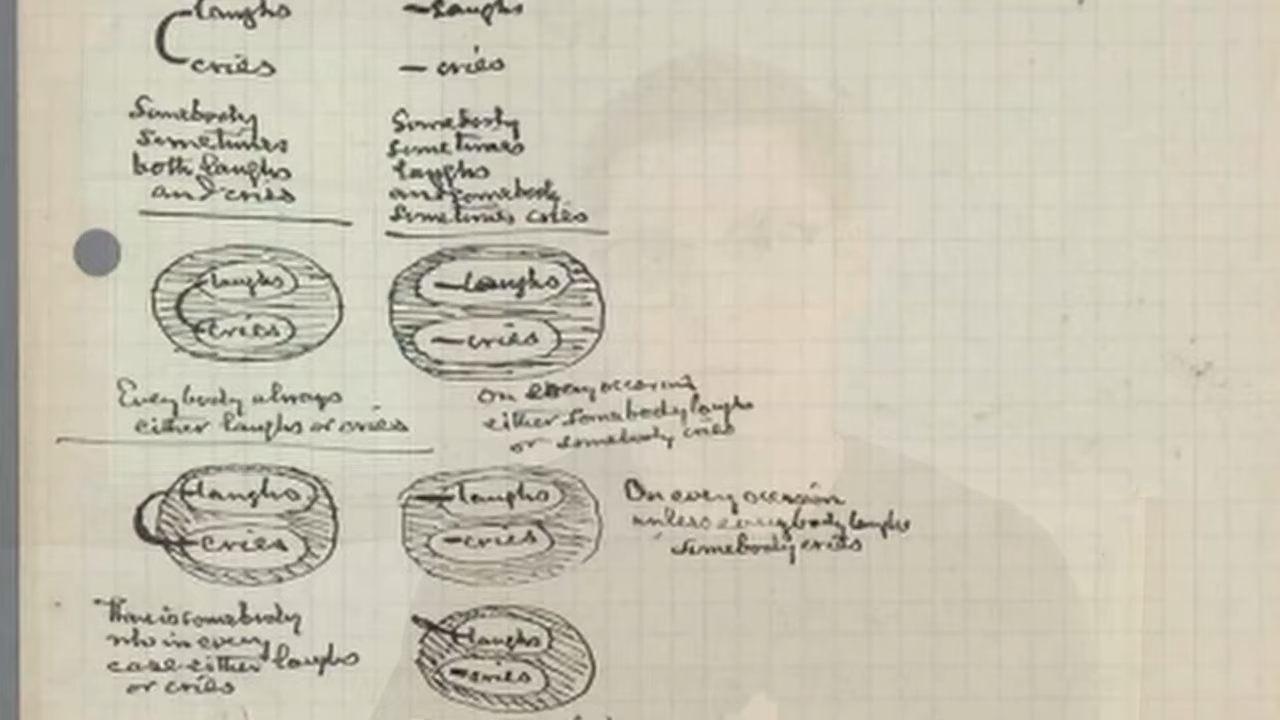 laughs
cries
Somebody
sometimes
both laughs
and cries
laughs
cries
Somebody
sometimes
laughs
and somebody
sometimes cries
laughs
cries
Everybody always
either laughs or cries
laughs
cries
On every occasion
either somebody laughs
or somebody cries
laughs
cries
There is somebody
who in every
case either laughs
or cries
laughs
cries
On every occasion
unless everybody laughs
somebody cries
laughs
cries